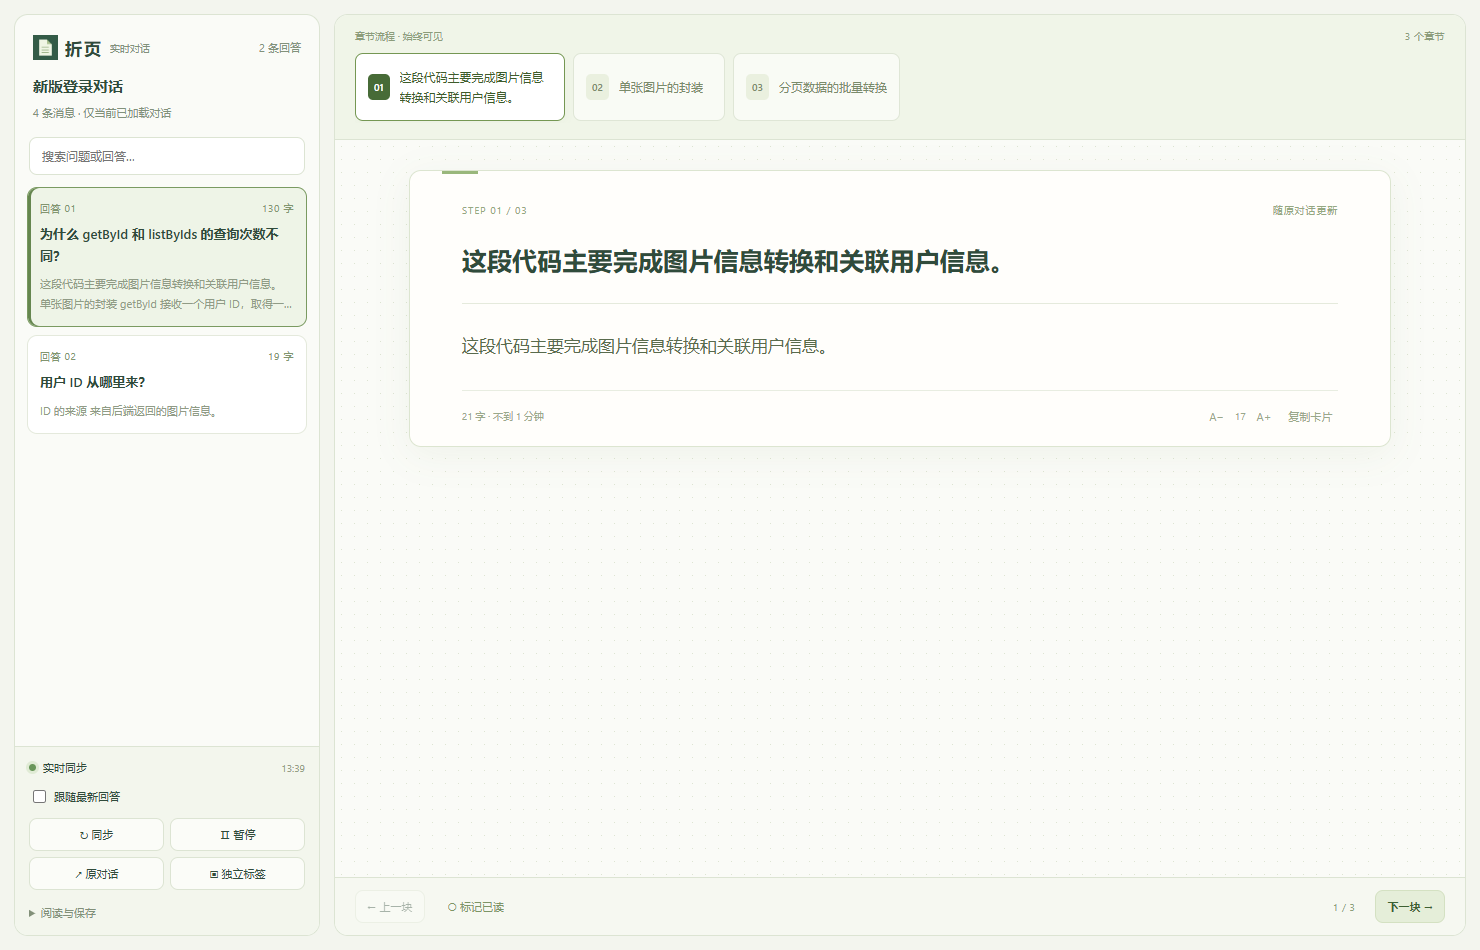 折页 实时对话 2 条回答
新版登录对话
4 条消息 · 仅当前已加载对话
搜索问题或回答...
回答 01 130 字
为什么 getById 和 listByIds 的查询次数不
同?
这段代码主要完成图片信息转换和关联用户信息。
单张图片的封装 getById 接收一个用户 ID，取得一...
回答 02 19 字
用户 ID 从哪里来?
ID 的来源 来自后端返回的图片信息。
实时同步 13:39
跟随最新回答
↻ 同步
II 暂停
↗ 原对话
▣ 独立标签
▶ 阅读与保存
章节流程 · 始终可见 3 个章节
01 这段代码主要完成图片信息
转换和关联用户信息。
02 单张图片的封装
03 分页数据的批量转换
STEP 01 / 03 随原对话更新
这段代码主要完成图片信息转换和关联用户信息。
这段代码主要完成图片信息转换和关联用户信息。
21 字 · 不到 1 分钟 A− 17 A+ 复制卡片
← 上一块 ○ 标记已读 1 / 3 下一块 →